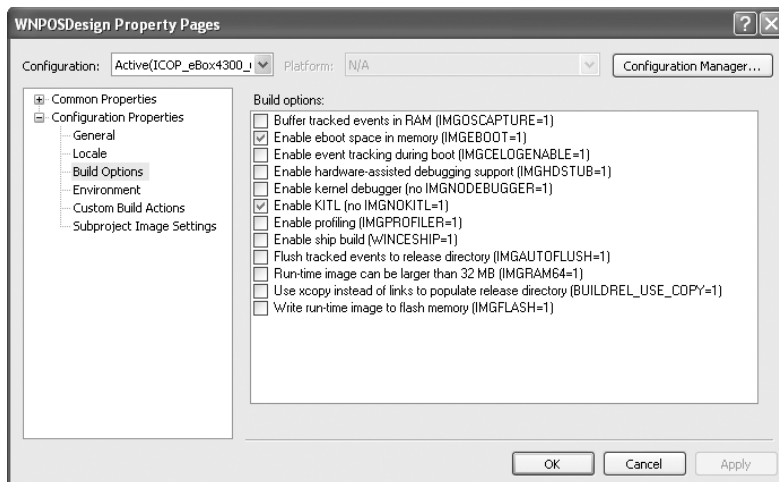 WNPOSDesign Property Pages
Configuration: Active(ICOP_eBox4300_ Platform: N/A Configuration Manager...
Common Properties
Configuration Properties
General
Locale
Build Options
Environment
Custom Build Actions
Subproject Image Settings
Build options:
Buffer tracked events in RAM (IMGOSCAPTURE=1)
Enable eboot space in memory (IMGEBOOT=1)
Enable event tracking during boot (IMGCELOGENABLE=1)
Enable hardware-assisted debugging support (IMGHDSTUB=1)
Enable kernel debugger (no IMGNODEBUGGER=1)
Enable KITL (no IMGNOKITL=1)
Enable profiling (IMGPROFILER=1)
Enable ship build (WINCESHIP=1)
Flush tracked events to release directory (IMGAUTOFLUSH=1)
Run-time image can be larger than 32 MB (IMGRAM64=1)
Use xcopy instead of links to populate release directory (BUILDREL_USE_COPY=1)
Write run-time image to flash memory (IMGFLASH=1)
OK Cancel Apply